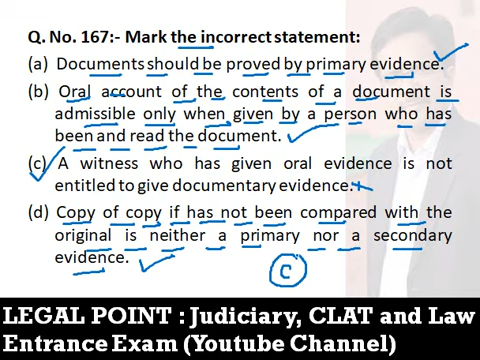 Q. No. 167:- Mark the incorrect statement:
(a) Documents should be proved by primary evidence.
(b) Oral account of the contents of a document is
admissible only when given by a person who has
been and read the document.
(c) A witness who has given oral evidence is not
entitled to give documentary evidence.
(d) Copy of copy if has not been compared with the
original is neither a primary nor a secondary
evidence.
C
LEGAL POINT : Judiciary, CLAT and Law
Entrance Exam (Youtube Channel)